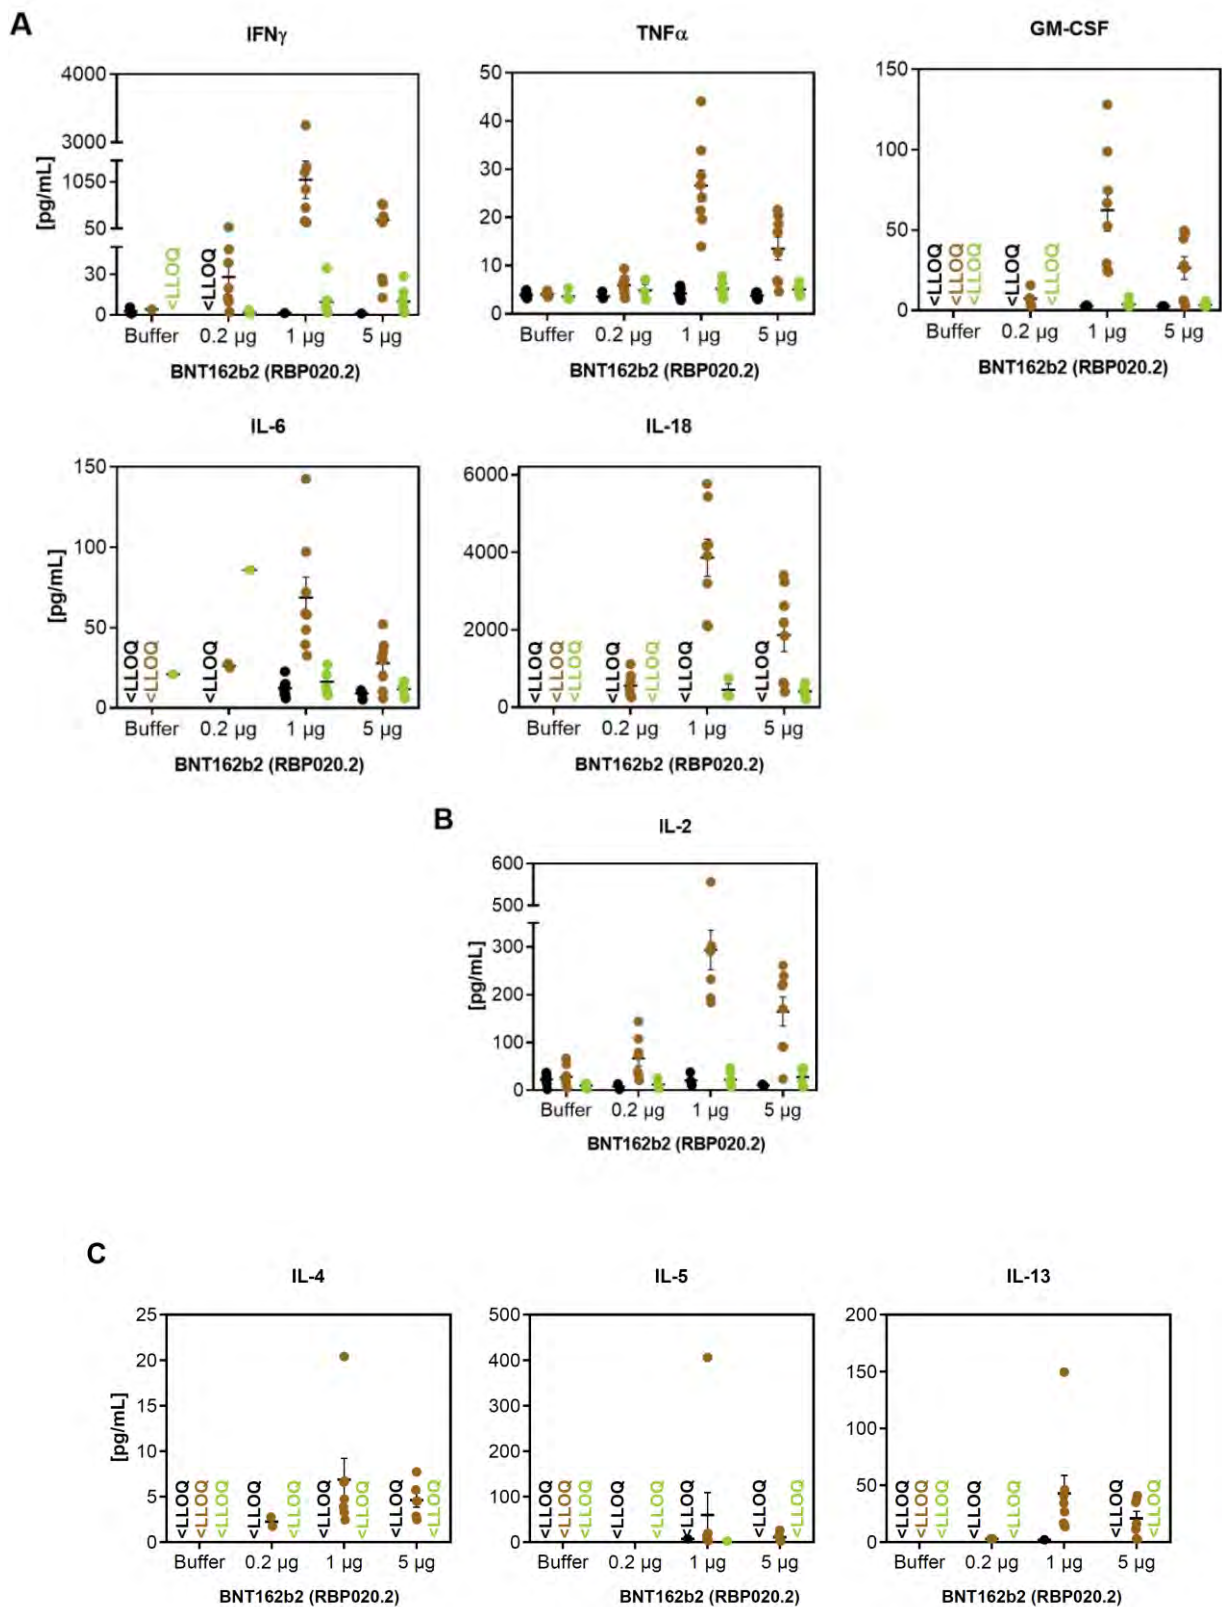 A
IFNγ
TNFα
GM-CSF
[pg/mL]
4000
3000
1050
50
30
0
<LLOQ
<LLOQ
Buffer 0.2 µg 1 µg 5 µg
BNT162b2 (RBP020.2)
50
40
30
20
10
0
Buffer 0.2 µg 1 µg 5 µg
BNT162b2 (RBP020.2)
150
100
50
0
<LLOQ
<LLOQ
<LLOQ
<LLOQ
<LLOQ
Buffer 0.2 µg 1 µg 5 µg
BNT162b2 (RBP020.2)
IL-6
IL-18
[pg/mL]
150
100
50
0
<LLOQ
<LLOQ
<LLOQ
Buffer 0.2 µg 1 µg 5 µg
BNT162b2 (RBP020.2)
6000
4000
2000
0
<LLOQ
<LLOQ
<LLOQ
<LLOQ
<LLOQ
<LLOQ
<LLOQ
Buffer 0.2 µg 1 µg 5 µg
BNT162b2 (RBP020.2)
B
IL-2
[pg/mL]
600
500
300
200
100
0
Buffer 0.2 µg 1 µg 5 µg
BNT162b2 (RBP020.2)
C
IL-4
IL-5
IL-13
[pg/mL]
25
20
15
10
5
0
<LLOQ
<LLOQ
<LLOQ
<LLOQ
<LLOQ
<LLOQ
<LLOQ
<LLOQ
<LLOQ
Buffer 0.2 µg 1 µg 5 µg
BNT162b2 (RBP020.2)
500
400
300
200
100
0
<LLOQ
<LLOQ
<LLOQ
<LLOQ
<LLOQ
<LLOQ
<LLOQ
<LLOQ
Buffer 0.2 µg 1 µg 5 µg
BNT162b2 (RBP020.2)
200
150
100
50
0
<LLOQ
<LLOQ
<LLOQ
<LLOQ
<LLOQ
<LLOQ
<LLOQ
Buffer 0.2 µg 1 µg 5 µg
BNT162b2 (RBP020.2)